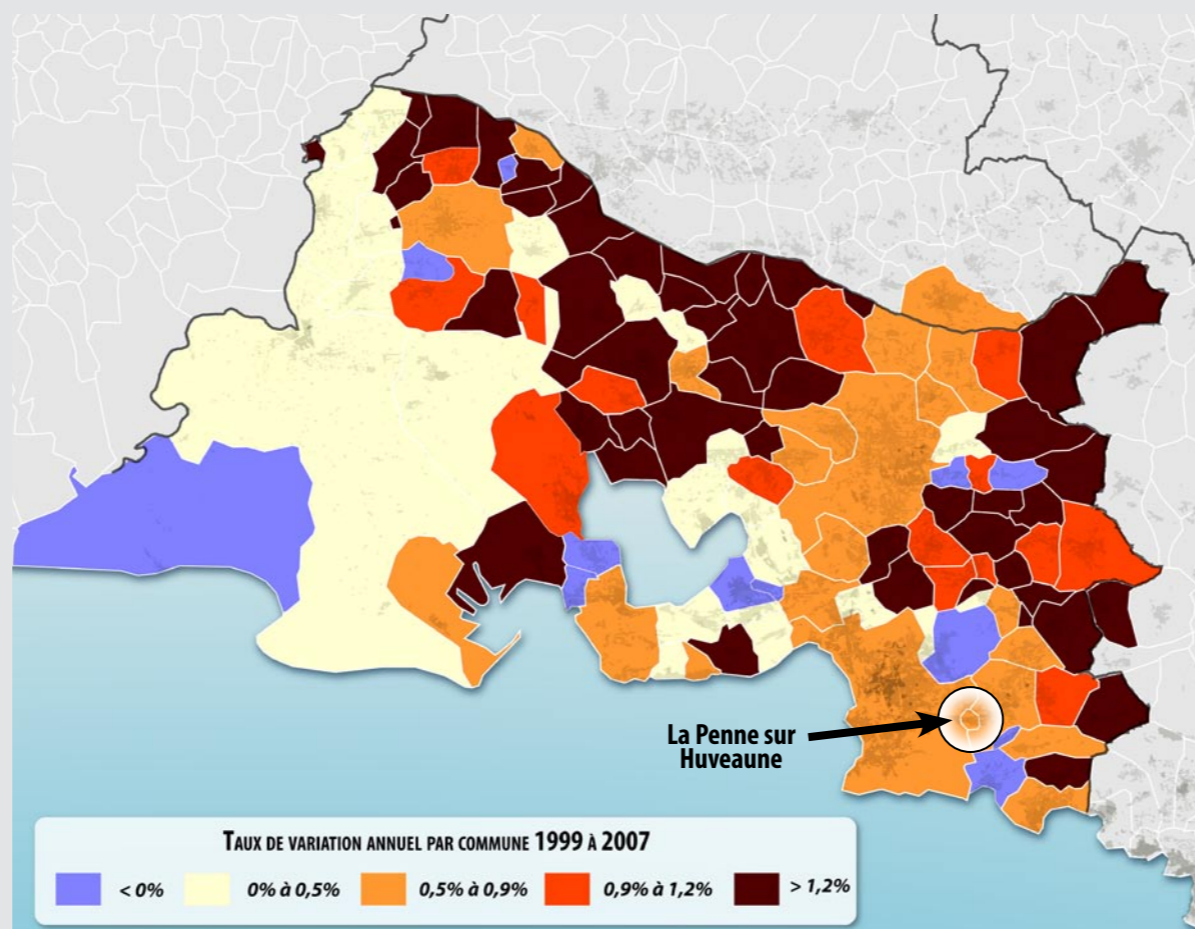 La Penne sur
Huveaune
TAUX DE VARIATION ANNUEL PAR COMMUNE 1999 À 2007
< 0%
0% à 0,5%
0,5% à 0,9%
0,9% à 1,2%
> 1,2%